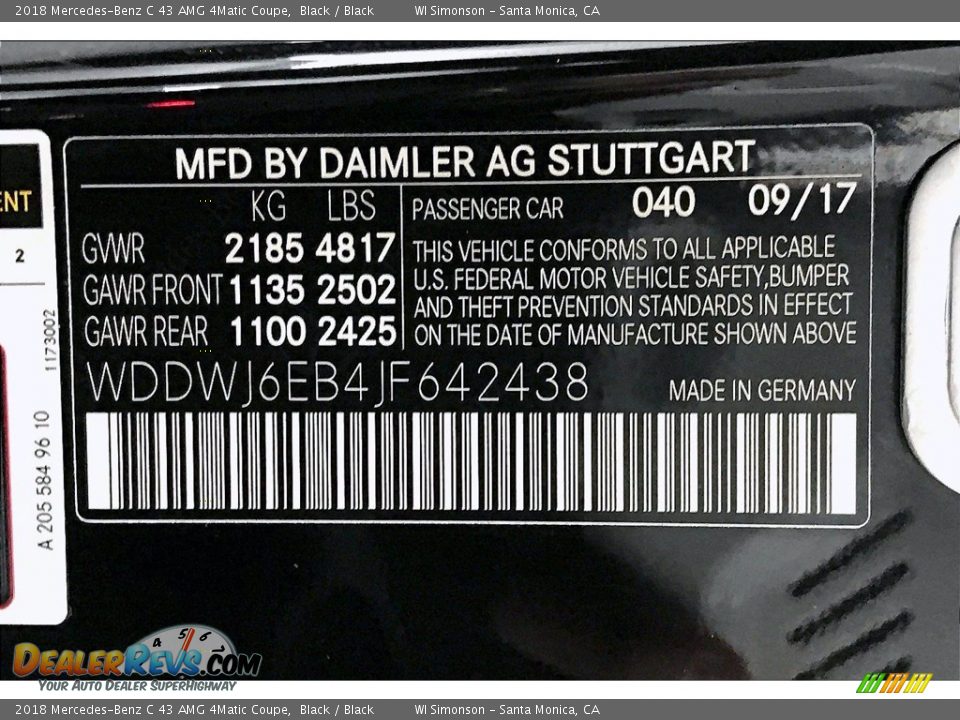 2018 Mercedes-Benz C 43 AMG 4Matic Coupe, Black / Black WI Simonson - Santa Monica, CA
MFD BY DAIMLER AG STUTTGART
KG LBS
GVWR 2185 4817
GAWR FRONT 1135 2502
GAWR REAR 1100 2425
PASSENGER CAR 040 09/17
THIS VEHICLE CONFORMS TO ALL APPLICABLE
U.S. FEDERAL MOTOR VEHICLE SAFETY, BUMPER
AND THEFT PREVENTION STANDARDS IN EFFECT
ON THE DATE OF MANUFACTURE SHOWN ABOVE
WDDWJ6EB4JF642438 MADE IN GERMANY
ENT
2
1173002
A 205 584 96 10
4 5 6
DEALERREVS.COM
YOUR AUTO DEALER SUPERHIGHWAY
2018 Mercedes-Benz C 43 AMG 4Matic Coupe, Black / Black WI Simonson - Santa Monica, CA